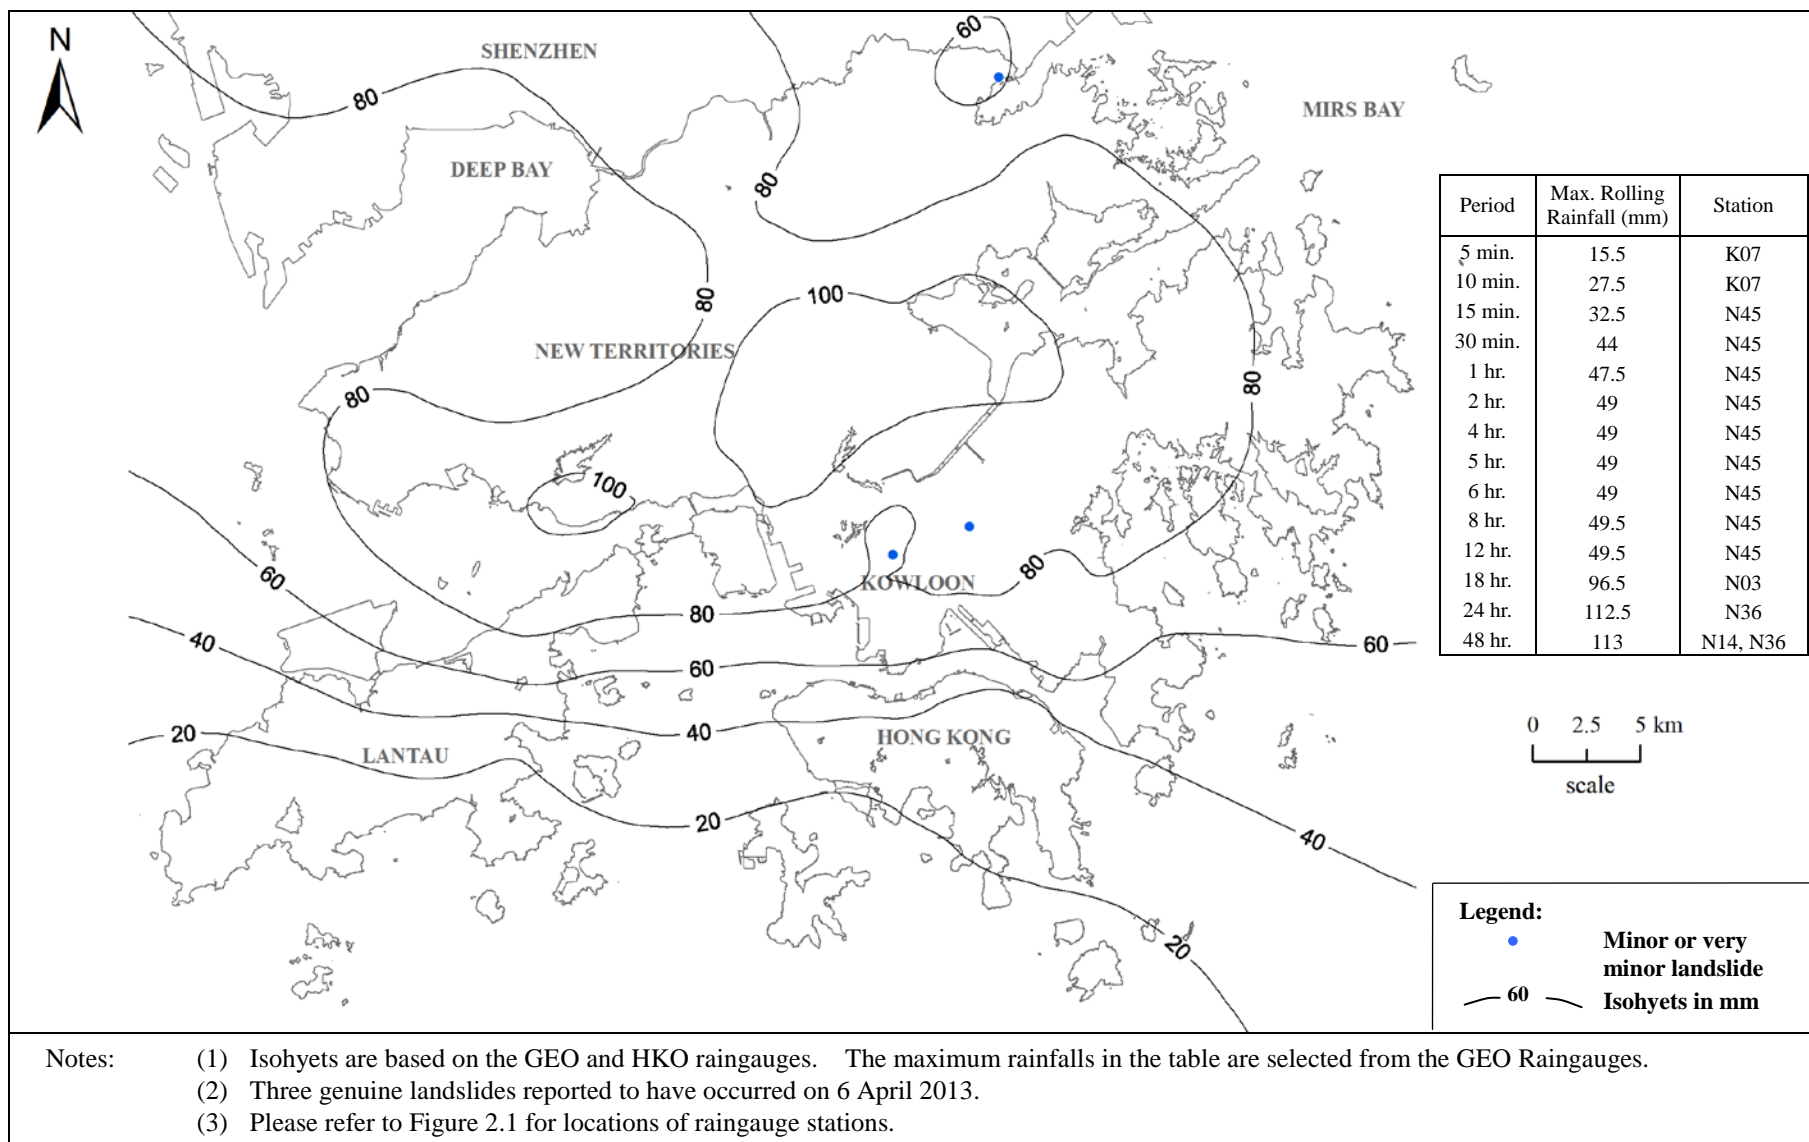 N
SHENZHEN
60
80
MIRS BAY
DEEP BAY
80
Period Max. Rolling Rainfall (mm) Station
5 min. 15.5 K07
10 min. 27.5 K07
15 min. 32.5 N45
30 min. 44 N45
1 hr. 47.5 N45
2 hr. 49 N45
4 hr. 49 N45
5 hr. 49 N45
6 hr. 49 N45
8 hr. 49.5 N45
12 hr. 49.5 N45
18 hr. 96.5 N03
24 hr. 112.5 N36
48 hr. 113 N14, N36
80
100
NEW TERRITORIES
80
80
100
60
KOWLOON
80
80
40
60
60
20
40
LANTAU
HONG KONG
0 2.5 5 km
scale
20
40
20
Legend:
Minor or very
minor landslide
60 Isohyets in mm
Notes: (1) Isohyets are based on the GEO and HKO raingauges. The maximum rainfalls in the table are selected from the GEO Raingauges.
(2) Three genuine landslides reported to have occurred on 6 April 2013.
(3) Please refer to Figure 2.1 for locations of raingauge stations.